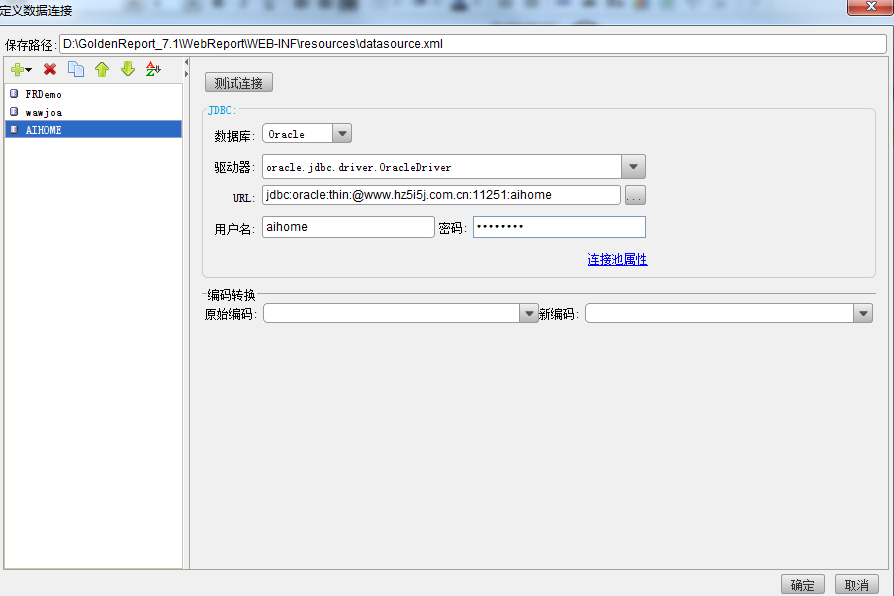 定义数据连接
保存路径: D:\GoldenReport_7.1\WebReport\WEB-INF\resources\datasource.xml
FRDemo
wawjoa
AIHOME
测试连接
JDBC:
数据库: Oracle
驱动器: oracle.jdbc.driver.OracleDriver
URL: jdbc:oracle:thin:@www.hz5i5j.com.cn:11251:aihome ...
用户名: aihome 密码: ••••••••
连接池属性
编码转换
原始编码: 新编码:
确定 取消